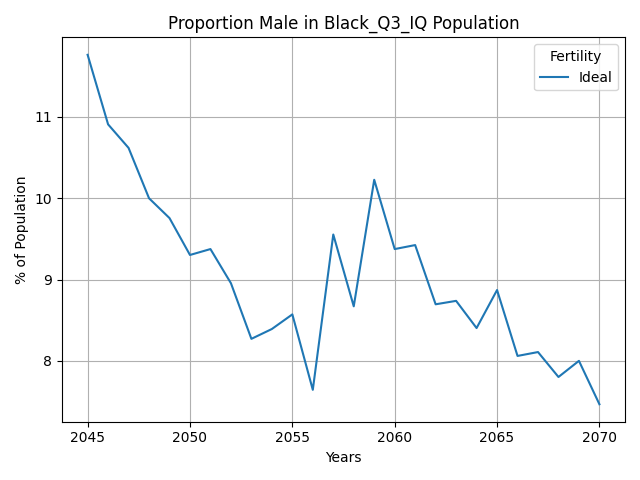 Proportion Male in Black_Q3_IQ Population
Fertility
Ideal
% of Population
11
10
9
8
2045
2050
2055
2060
2065
2070
Years